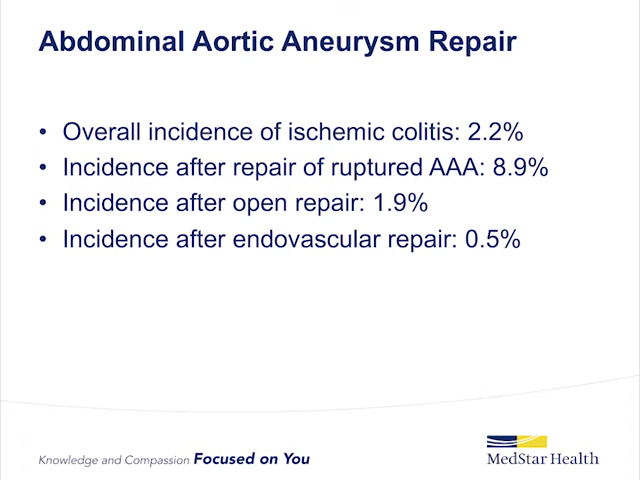 Abdominal Aortic Aneurysm Repair
• Overall incidence of ischemic colitis: 2.2%
• Incidence after repair of ruptured AAA: 8.9%
• Incidence after open repair: 1.9%
• Incidence after endovascular repair: 0.5%
Knowledge and Compassion Focused on You
MedStar Health